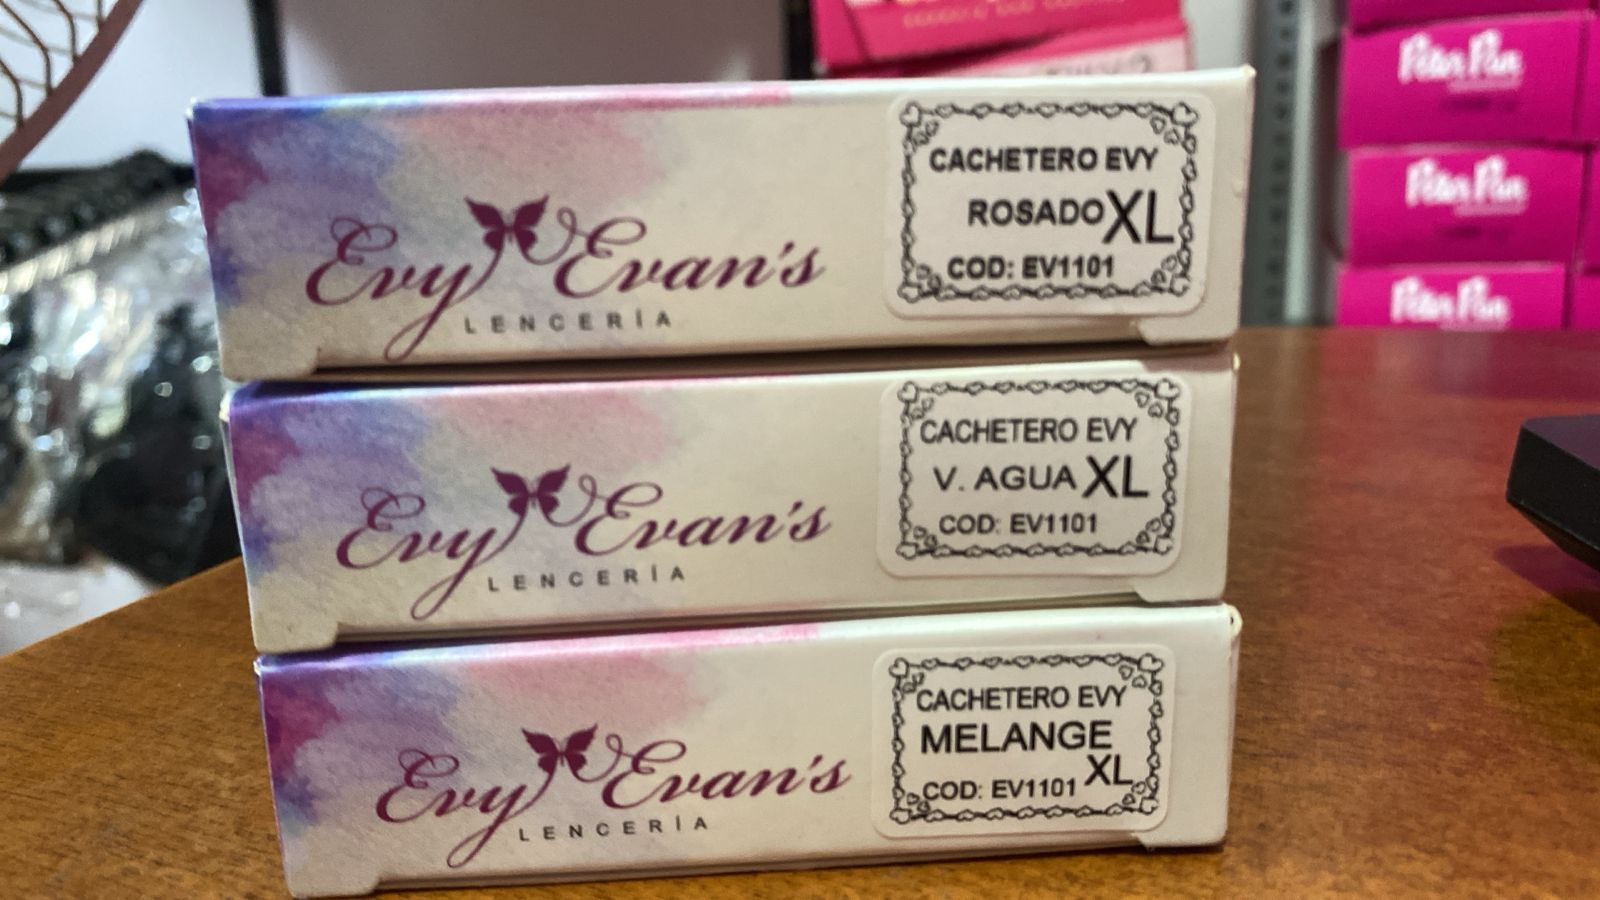 Evy Evan's
LENCERÍA
CACHETERO EVY
ROSADO XL
COD: EV1101
Evy Evan's
LENCERÍA
CACHETERO EVY
V. AGUA XL
COD: EV1101
Evy Evan's
LENCERÍA
CACHETERO EVY
MELANGE
XL
COD: EV1101
Peter Pan
Peter Pan
Peter Pan